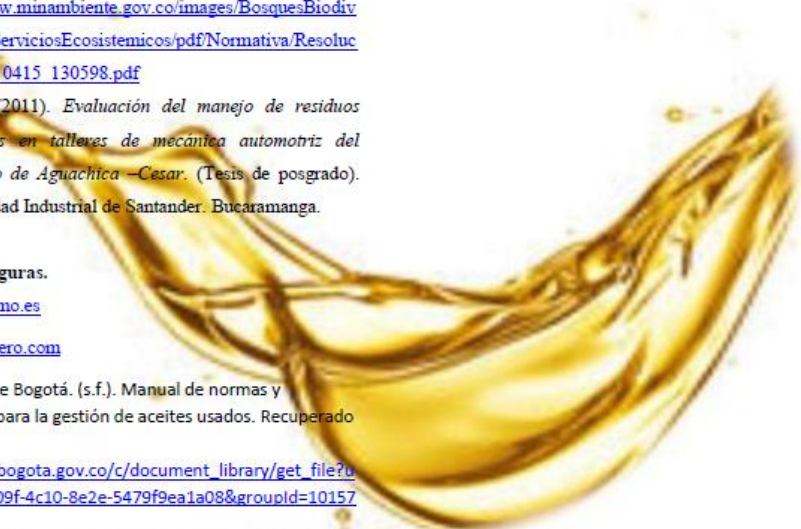 w.minambiente.gov.co/images/BosquesBiodiv
erviciosEcosistemicos/pdf/Normativa/Resoluc
0415_130598.pdf
2011). Evaluación del manejo de residuos
s en talleres de mecánica automotriz del
o de Aguachica –Cesar. (Tesis de posgrado).
dad Industrial de Santander. Bucaramanga.
guras.
mo.es
ero.com
e Bogotá. (s.f.). Manual de normas y
para la gestión de aceites usados. Recuperado
bogota.gov.co/c/document_library/get_file?u
09f-4c10-8e2e-5479f9ea1a08&groupId=10157